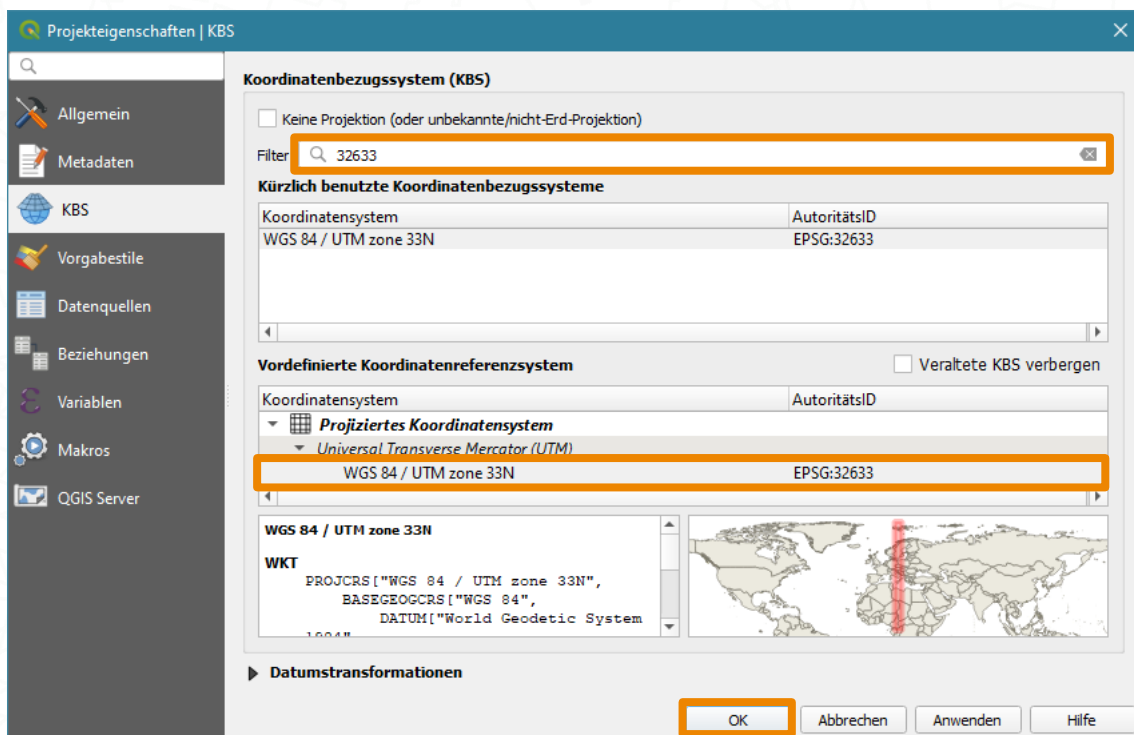 Projekteigenschaften | KBS
Allgemein
Metadaten
KBS
Vorgabestile
Datenquellen
Beziehungen
Variablen
Makros
QGIS Server
Koordinatenbezugssystem (KBS)
Keine Projektion (oder unbekannte/nicht-Erd-Projektion)
Filter 32633
Kürzlich benutzte Koordinatenbezugssysteme
Koordinatensystem AutoritätsID
WGS 84 / UTM zone 33N EPSG:32633
Vordefinierte Koordinatenreferenzsystem Veraltete KBS verbergen
Koordinatensystem AutoritätsID
Projiziertes Koordinatensystem
Universal Transverse Mercator (UTM)
WGS 84 / UTM zone 33N EPSG:32633
WGS 84 / UTM zone 33N
WKT
PROJCRS["WGS 84 / UTM zone 33N",
BASEGEOGCRS["WGS 84",
DATUM["World Geodetic System
1984"
Datumstransformationen
OK Abbrechen Anwenden Hilfe